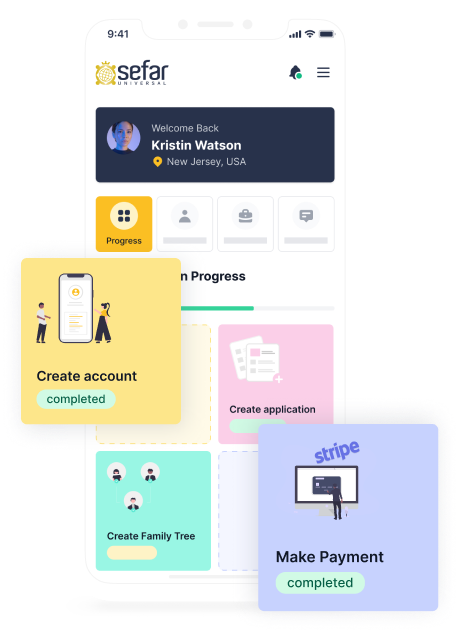 9:41
sefar
UNIVERSAL
Welcome Back
Kristin Watson
New Jersey, USA
Progress
n Progress
Create account
completed
Create application
stripe
Create Family Tree
Make Payment
completed